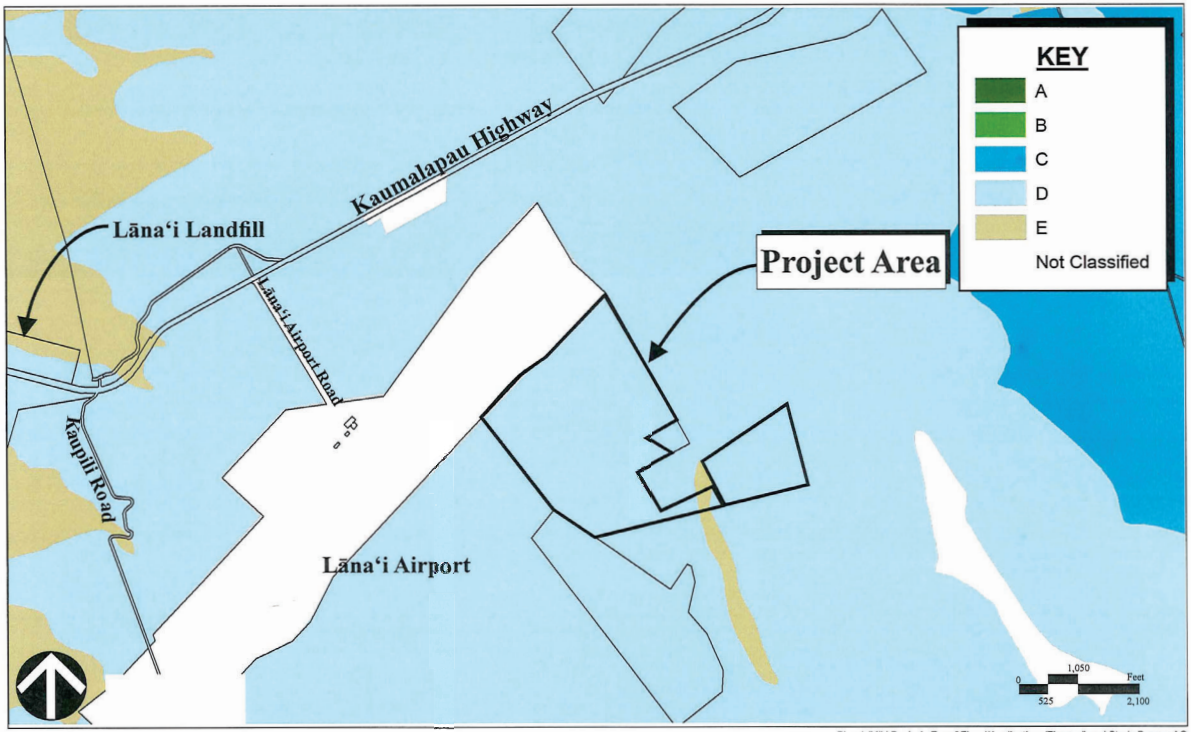 KEY
A
B
C
D
E
Not Classified
Kaumalapau Highway
Lāna‘i Landfill
Project Area
Lāna‘i Airport Road
Kaupili Road
Lāna‘i Airport
0
1,050
Feet
525
2,100